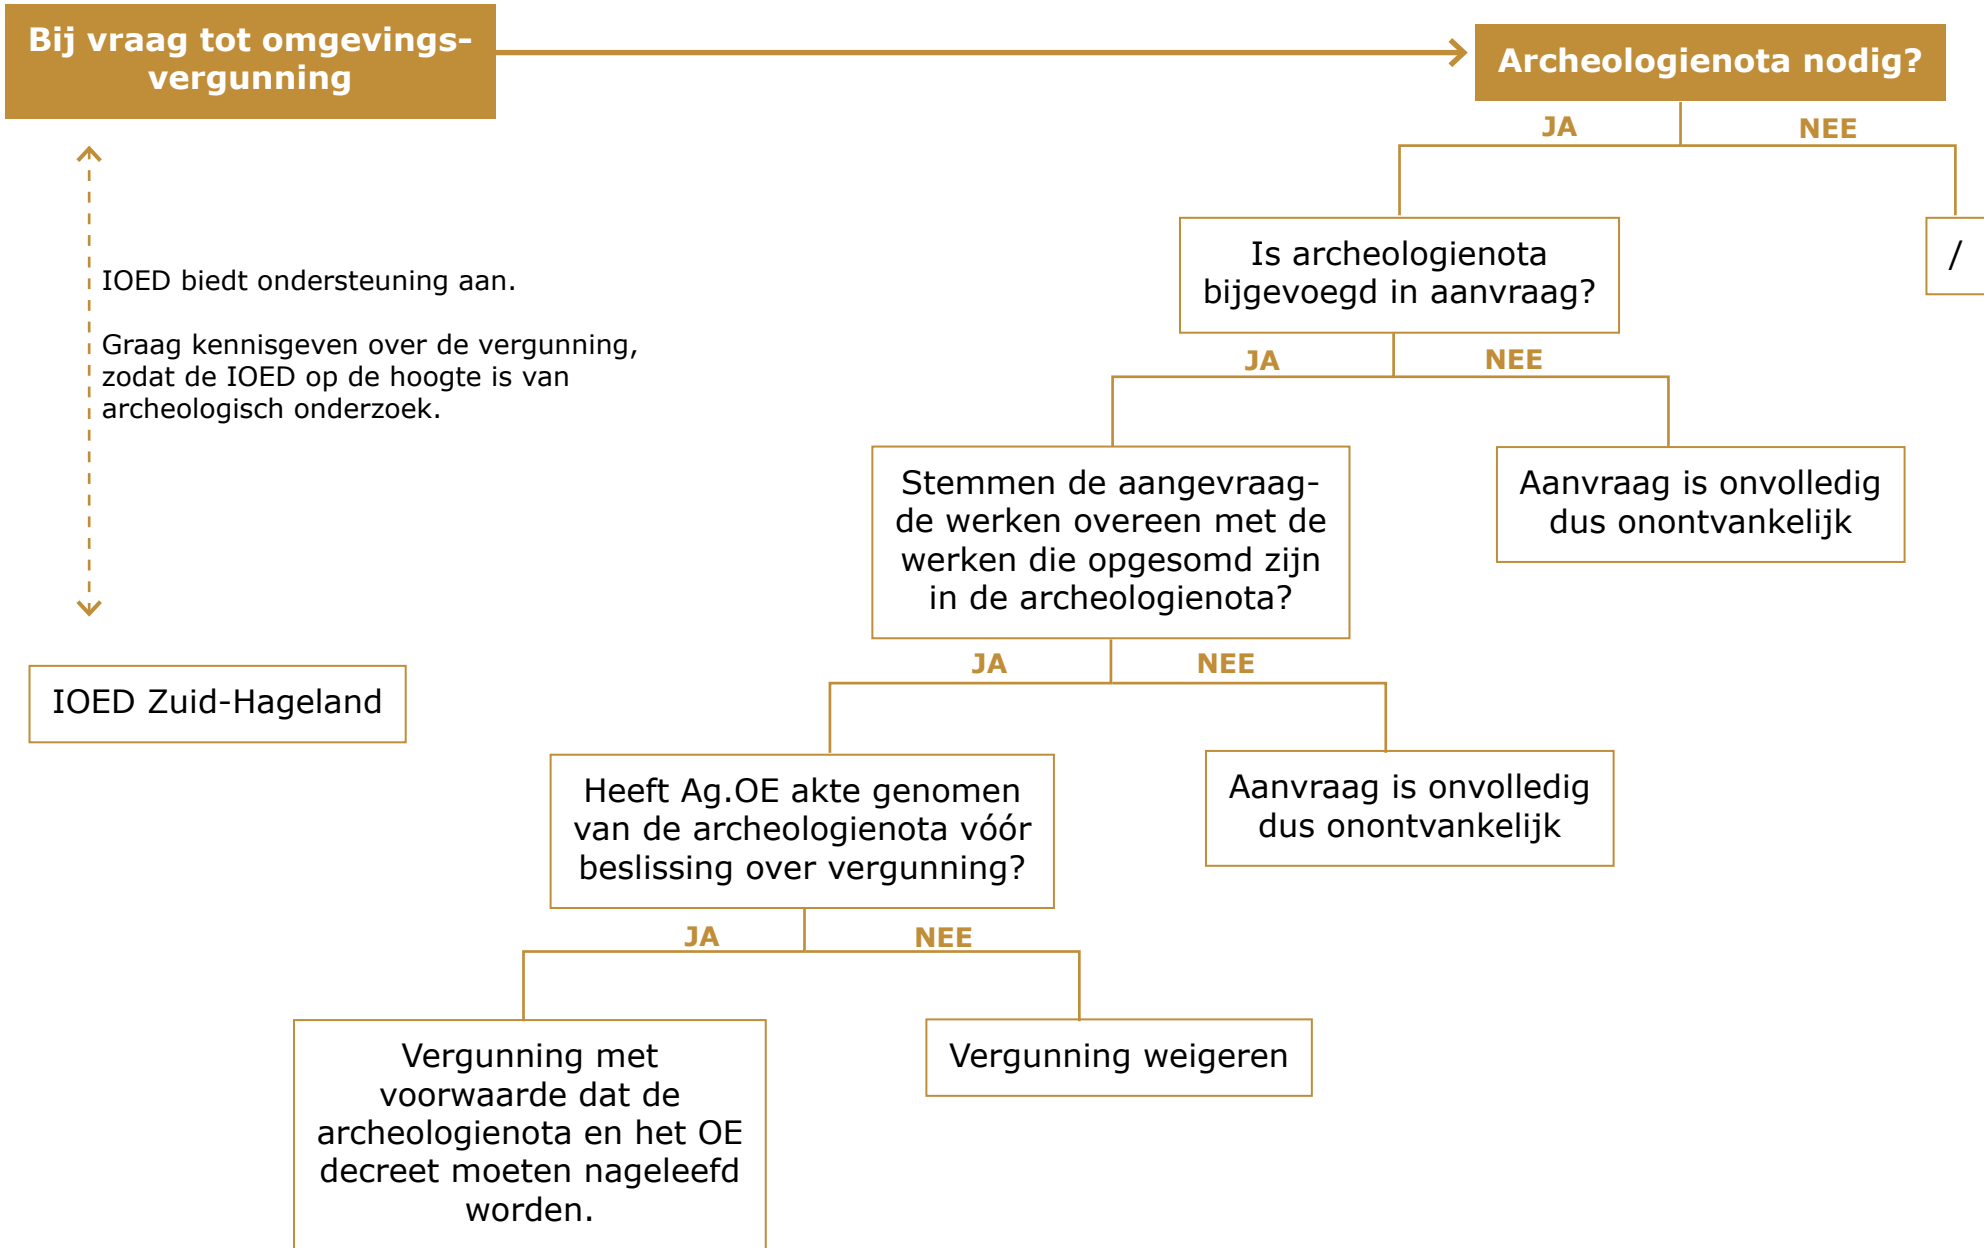 Bij vraag tot omgevings-
vergunning
Archeologienota nodig?
JA
NEE
Is archeologienota
bijgevoegd in aanvraag?
/
IOED biedt ondersteuning aan.
Graag kennisgeven over de vergunning,
zodat de IOED op de hoogte is van
archeologisch onderzoek.
JA
NEE
Stemmen de aangevraag-
de werken overeen met de
werken die opgesomd zijn
in de archeologienota?
Aanvraag is onvolledig
dus onontvankelijk
JA
NEE
IOED Zuid-Hageland
Heeft Ag.OE akte genomen
van de archeologienota vóór
beslissing over vergunning?
Aanvraag is onvolledig
dus onontvankelijk
JA
NEE
Vergunning met
voorwaarde dat de
archeologienota en het OE
decreet moeten nageleefd
worden.
Vergunning weigeren